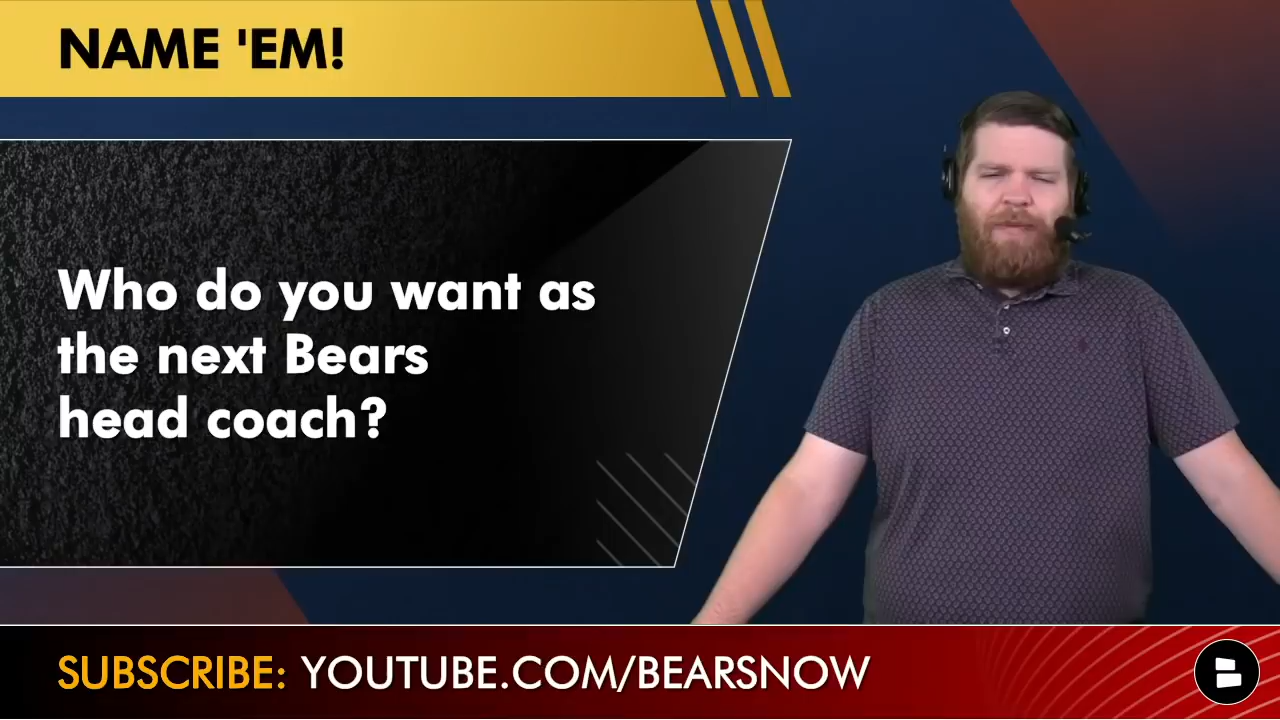 NAME 'EM!
Who do you want as
the next Bears
head coach?
SUBSCRIBE: YOUTUBE.COM/BEARSNOW